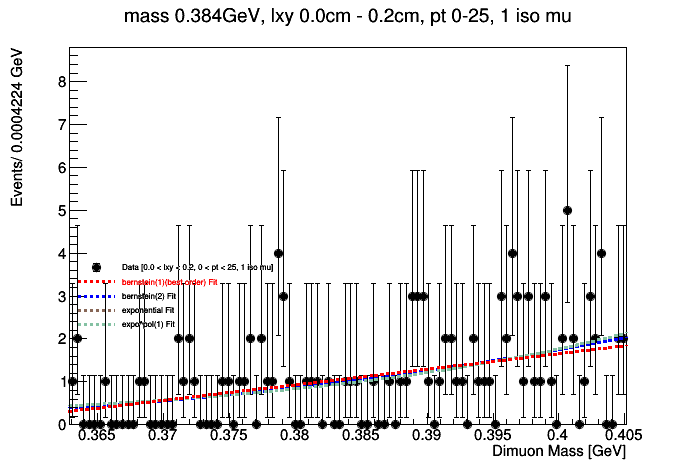 mass 0.384GeV, lxy 0.0cm - 0.2cm, pt 0-25, 1 iso mu
Events/ 0.0004224 GeV
8
7
6
5
4
3
2
1
0
Data [0.0 < lxy < 0.2, 0 < pt < 25, 1 iso mu]
bernstein(1)(best order) Fit
bernstein(2) Fit
exponential Fit
expo*pol(1) Fit
0.365 0.37 0.375 0.38 0.385 0.39 0.395 0.4 0.405
Dimuon Mass [GeV]